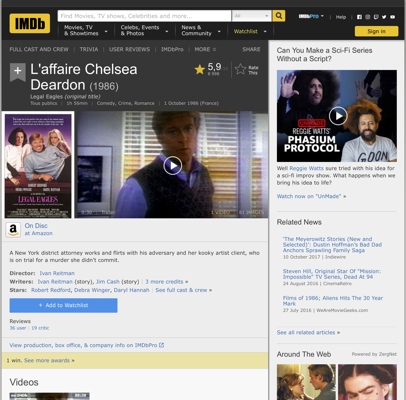 IMDb
Find Movies, TV shows, Celebrities and more...
All
IMDbPro
Help
Movies, TV
& Showtimes
Celebs, Events
& Photos
News &
Community
Watchlist
Sign in
FULL CAST AND CREW | TRIVIA | USER REVIEWS | IMDbPro | MORE
SHARE
L'affaire Chelsea
Deardon (1986)
Legal Eagles (original title)
Tous publics | 1h 56min | Comedy, Crime, Romance | 1 October 1986 (France)
5,9
Rate
This
LEGAL EAGLES
Trailer
1 VIDEO
On Disc
at Amazon
A New York district attorney works and flirts with his adversary and her kooky artist client, who
is on trial for a murder she didn't commit.
Director: Ivan Reitman
Writers: Ivan Reitman (story), Jim Cash (story) | 3 more credits »
Stars: Robert Redford, Debra Winger, Daryl Hannah | See full cast & crew »
+ Add to Watchlist
Reviews
36 user | 19 critic
View production, box office, & company info on IMDbPro
1 win. See more awards »
Videos
Can You Make a Sci-Fi Series
Without a Script?
REGGIE WATTS'
PHASIUM
PROTOCOL
Well Reggie Watts sure tried with his idea for
a sci-fi improv show. What happens when we
bring his idea to life?
Watch now on "UnMade" »
Related News
'The Meyerowitz Stories (New and
Selected)': Dustin Hoffman's Bad Dad
Anchors Sprawling Family Saga
10 October 2017 | Indiewire
Steven Hill, Original Star Of "Mission:
Impossible" TV Series, Dead At 94
24 August 2016 | CinemaRetro
Films of 1986; Aliens Hits The 30 Year
Mark
27 July 2016 | WeAreMovieGeeks.com
See all related articles »
Around The Web
Powered by ZergNet